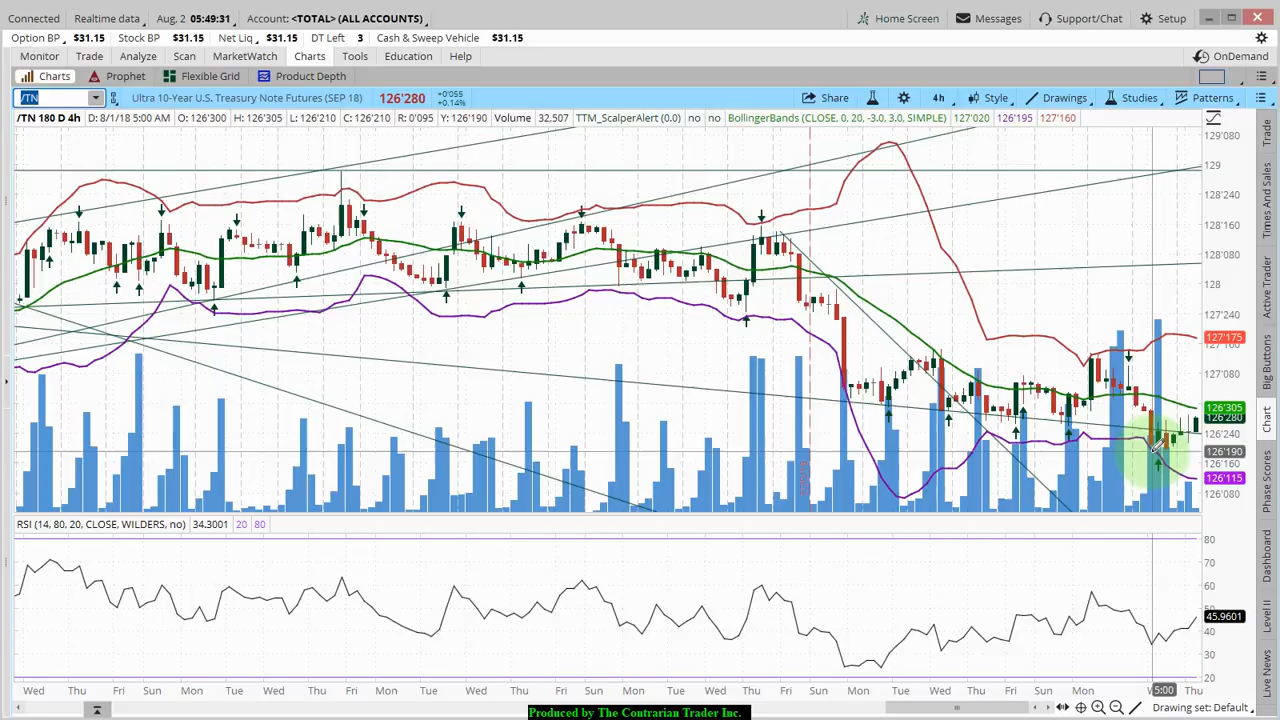 Connected Realtime data Aug. 2 05:49:31 Account: <TOTAL> (ALL ACCOUNTS) Home Screen Messages Support/Chat Setup
Option BP $31.15 Stock BP $31.15 Net Liq $31.15 DT Left 3 Cash & Sweep Vehicle $31.15
Monitor Trade Analyze Scan MarketWatch Charts Tools Education Help OnDemand
Charts Prophet Flexible Grid Product Depth
/TN Ultra 10-Year U.S. Treasury Note Futures (SEP 18) 126'280 +0'055 +0.14% Share 4h Style Drawings Studies Patterns
/TN 180 D 4h D: 8/1/18 5:00 AM O: 126'300 H: 126'305 L: 126'210 C: 126'210 R: 0'095 Y: 126'190 Volume 32,507 TTM_ScalperAlert (0.0) no no BollingerBands (CLOSE, 0, 20, -3.0, 3.0, SIMPLE) 127'020 126'195 127'160
129'080
129
128'240
128'160
128'080
128
127'240
127'175
127'160
127'080
126'305
126'280
126'240
126'190
126'160
126'115
126'080
RSI (14, 80, 20, CLOSE, WILDERS, no) 34.3001 20 80
80
70
60
50
45.9601
40
30
20
Wed Thu Fri Sun Mon Tue Wed Thu Fri Mon Tue Wed Thu Fri Sun Mon Tue Wed Thu Fri Sun Mon Tue Wed Thu Fri Sun Mon 5:00 Thu
Drawing set: Default
Produced by The Contrarian Trader Inc.
Trade
Times And Sales
Active Trader
Big Buttons
Chart
Phase Scores
Dashboard
Level II
Live News